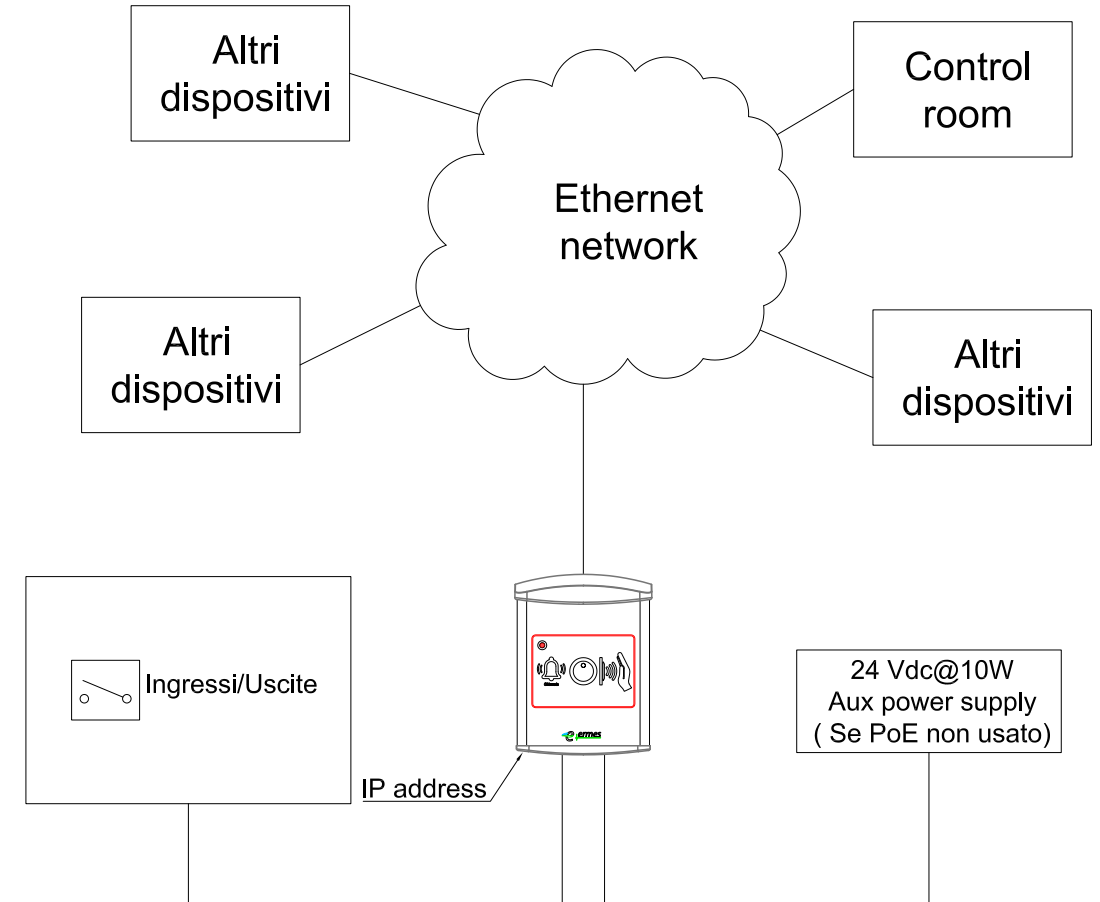 Altri
dispositivi
Control
room
Ethernet
network
Altri
dispositivi
Altri
dispositivi
Ingressi/Uscite
24 Vdc@10W
Aux power supply
( Se PoE non usato)
ermes
IP address